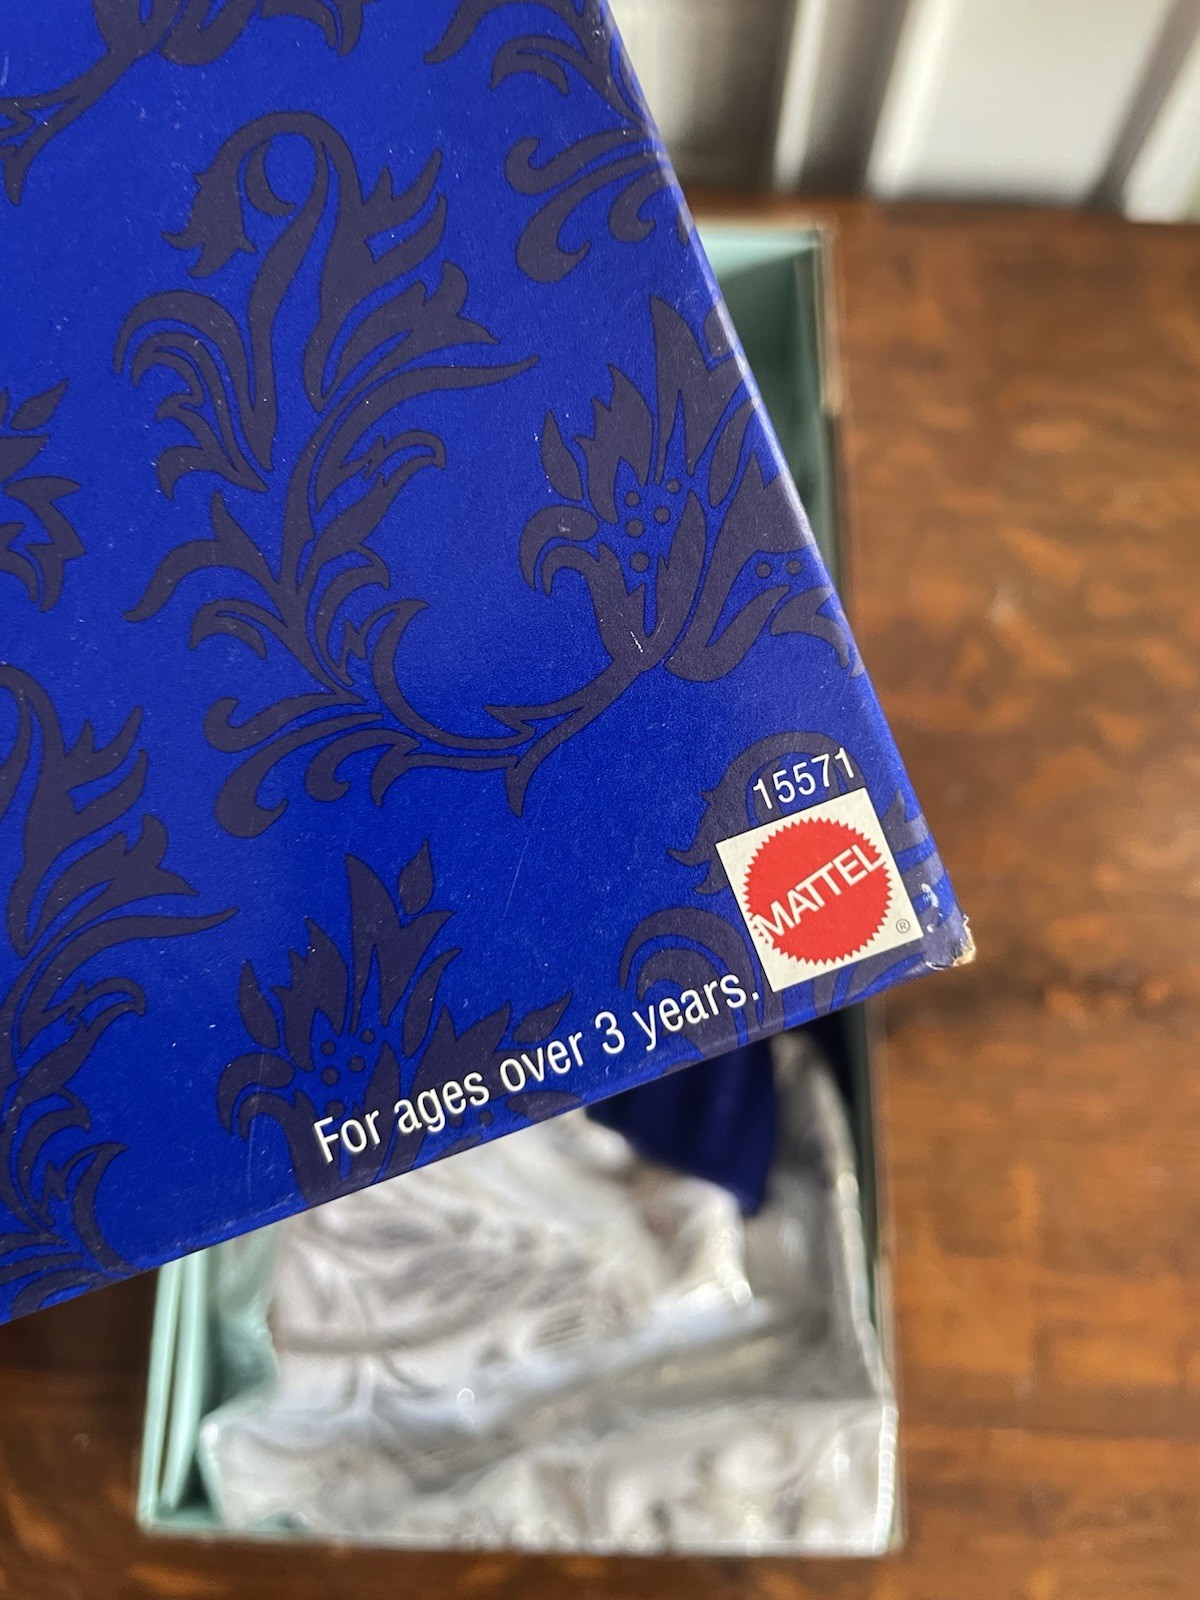 15571
MATTEL
®
For ages over 3 years.